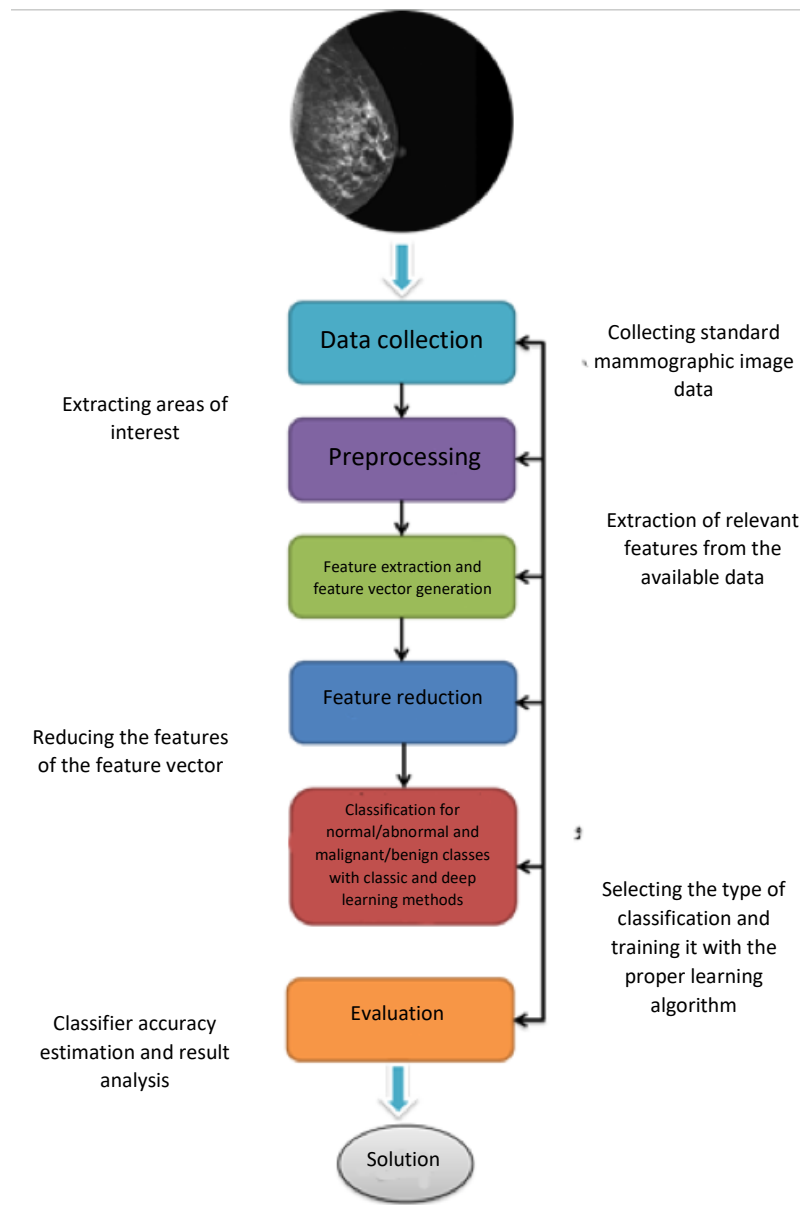 Data collection
Collecting standard
mammographic image
data
Extracting areas of
interest
Preprocessing
Extraction of relevant
features from the
available data
Feature extraction and
feature vector generation
Feature reduction
Reducing the features
of the feature vector
Classification for
normal/abnormal and
malignant/benign classes
with classic and deep
learning methods
Selecting the type of
classification and
training it with the
proper learning
algorithm
Evaluation
Classifier accuracy
estimation and result
analysis
Solution